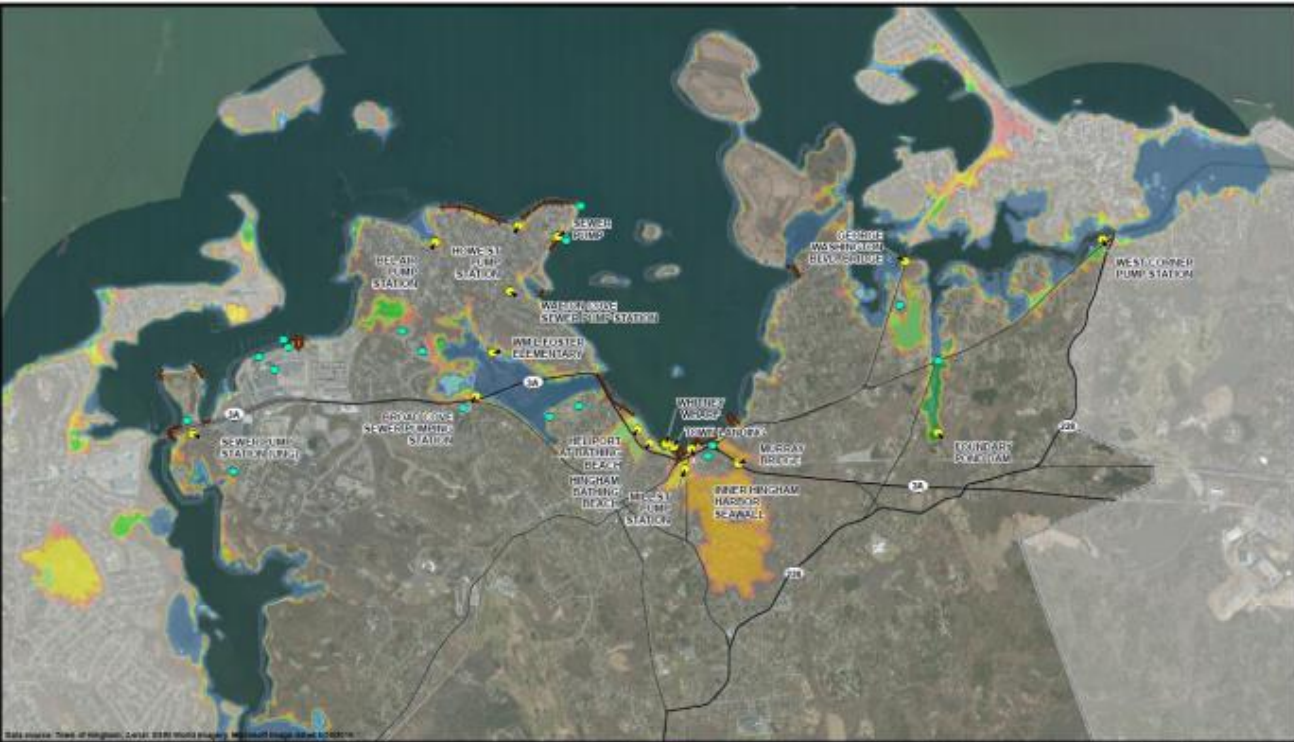 SEWER
PUMP
HOWE ST
PUMP
STATION
BEL AIR
PUMP
STATION
WALTON COVE
SEWER PUMP STATION
WM L FOSTER
ELEMENTARY
GEORGE
WASHINGTON
BLVD. BRIDGE
WEST CORNER
PUMP STATION
3A
3A
BROAD COVE
SEWER PUMPING
STATION
SEWER PUMP
STATION (UNG)
WHITNEY
WHARF
TOWN LANDING
HELIPORT
AT BATHING
BEACH
HINGHAM
BATHING
BEACH
MILL ST
PUMP
STATION
MURRAY
BRIDGE
INNER HINGHAM
HARBOR
SEAWALL
FOUNDARY
POND DAM
228
3A
228